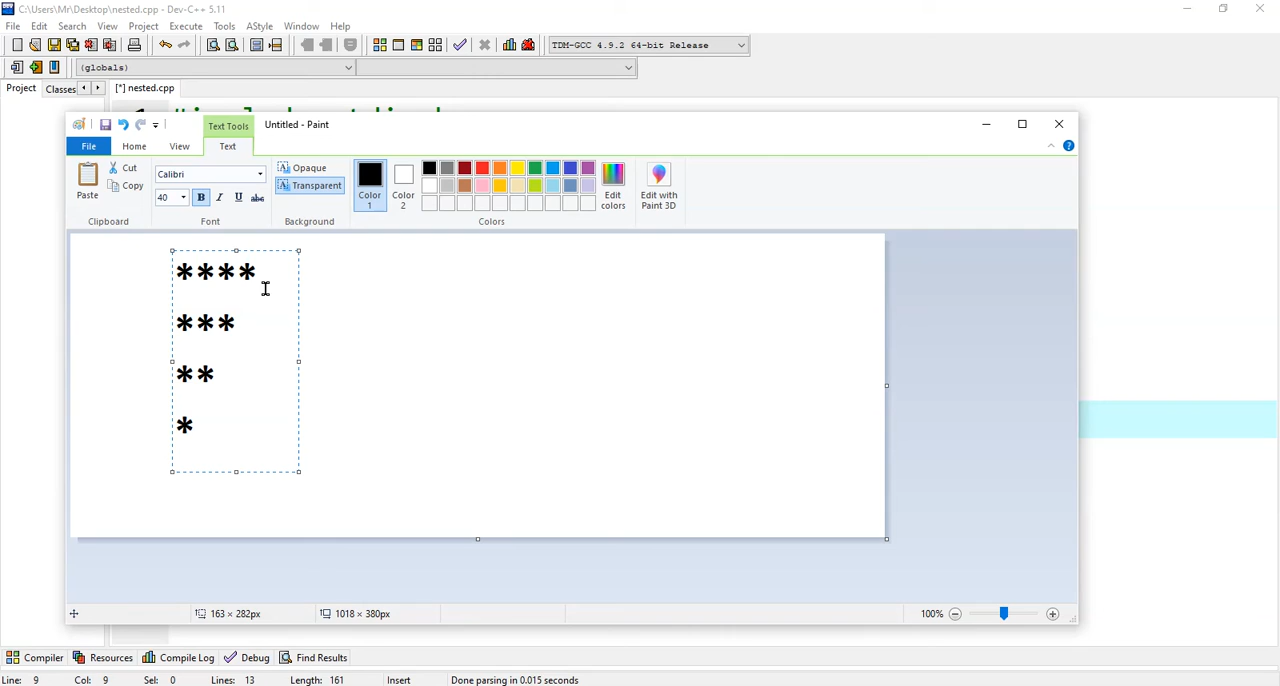 C:\Users\Mr\Desktop\nested.cpp - Dev-C++ 5.11
File Edit Search View Project Execute Tools AStyle Window Help
TDM-GCC 4.9.2 64-bit Release
(globals)
Project Classes [*] nested.cpp
Untitled - Paint
Text Tools
File Home View Text
Paste Cut Copy
Calibri
40 B I U abc
Opaque
Transparent
Color 1 Color 2
Edit colors
Edit with Paint 3D
Clipboard Font Background Colors
****
***
**
*
163 × 282px 1018 × 380px 100%
Compiler Resources Compile Log Debug Find Results
Line: 9 Col: 9 Sel: 0 Lines: 13 Length: 161 Insert Done parsing in 0.015 seconds